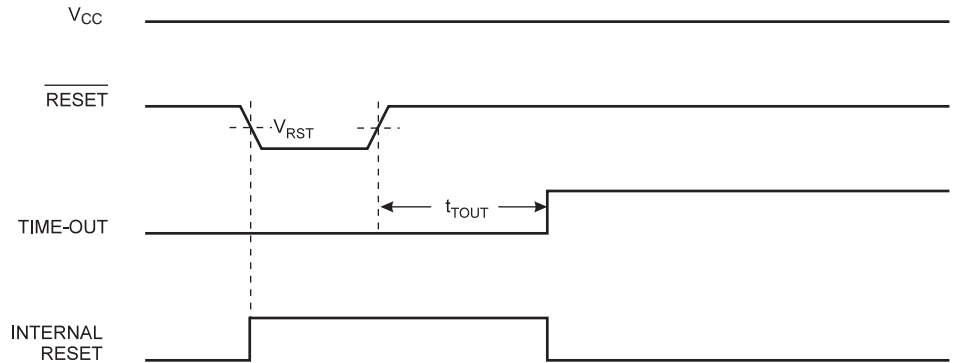 VCC
RESET
VRST
tTOUT
TIME-OUT
INTERNAL
RESET